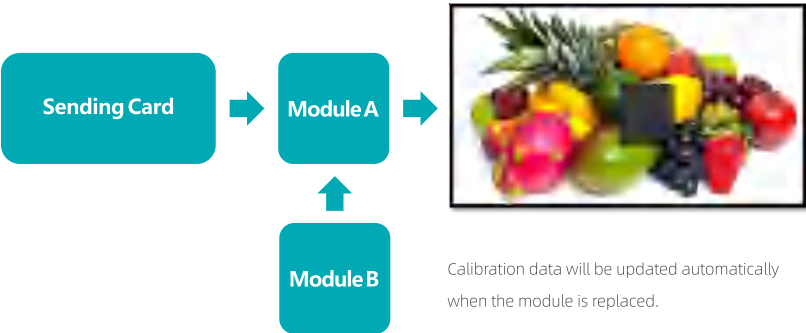 Sending Card
Module A
Module B
Calibration data will be updated automatically
when the module is replaced.